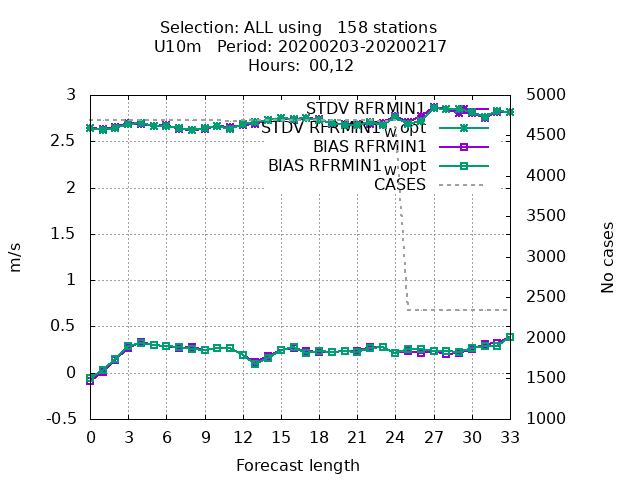 Selection: ALL using   158 stations
U10m   Period: 20200203-20200217
Hours:  00,12
3
2.5
2
1.5
1
0.5
0
-0.5
m/s
5000
4500
4000
3500
3000
2500
2000
1500
1000
No cases
STDV RFRMIN1
STDV RFRMIN1Wopt
BIAS RFRMIN1
BIAS RFRMIN1Wopt
CASES
0 3 6 9 12 15 18 21 24 27 30 33
Forecast length